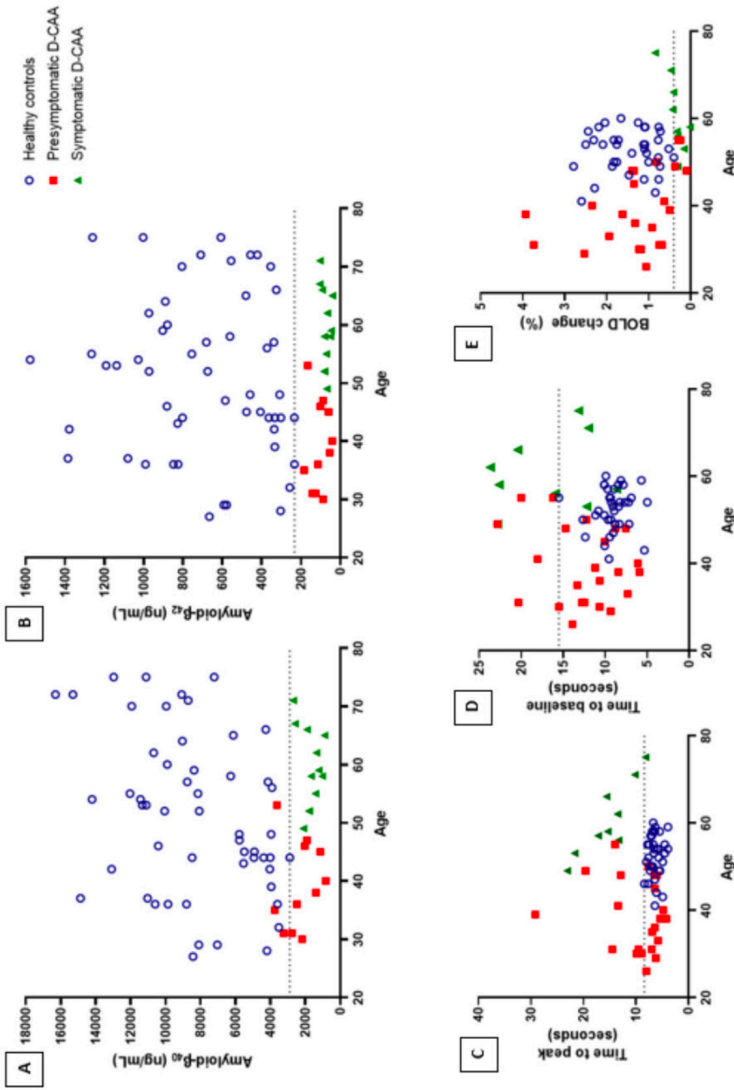 A
Amyloid-β40 (ng/mL)
18000
16000
14000
12000
10000
8000
6000
4000
2000
0
20 30 40 50 60 70 80
Age
B
Amyloid-β42 (ng/mL)
1600
1400
1200
1000
800
600
400
200
0
20 30 40 50 60 70 80
Age
Healthy controls
Presymptomatic D-CAA
Symptomatic D-CAA
C
Time to peak
(seconds)
40
30
20
10
0
20 40 60 80
Age
D
Time to baseline
(seconds)
25
20
15
10
5
0
20 40 60 80
Age
E
BOLD change (%)
5
4
3
2
1
0
20 40 60 80
Age